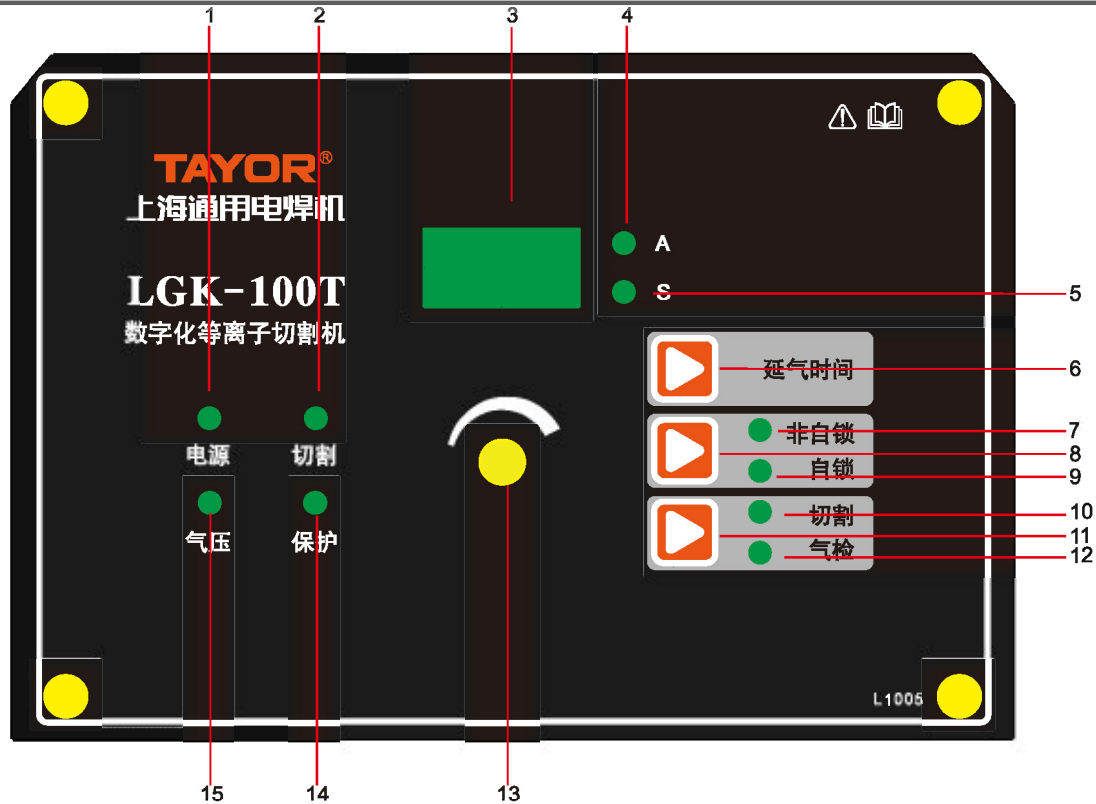 1 2 3 4
TAYOR®
上海通用电焊机
A
LGK-100T
S 5
数字化等离子切割机
延气时间 6
非自锁 7
8
电源 切割
自锁 9
切割 10
11
气压 保护
气检 12
L1005
15 14 13